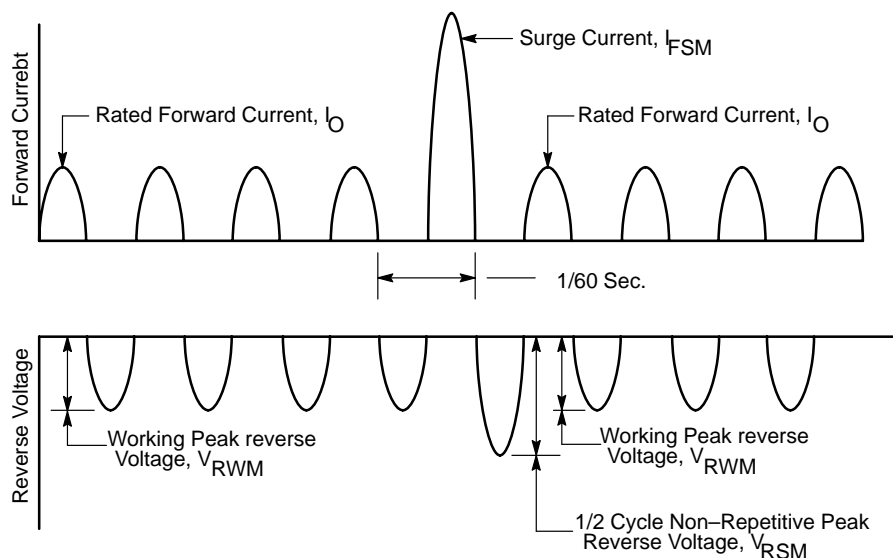 Forward Currebt
Surge Current, IFSM
Rated Forward Current, IO
Rated Forward Current, IO
1/60 Sec.
Reverse Voltage
Working Peak reverse
Voltage, VRWM
Working Peak reverse
Voltage, VRWM
1/2 Cycle Non–Repetitive Peak
Reverse Voltage, VRSM